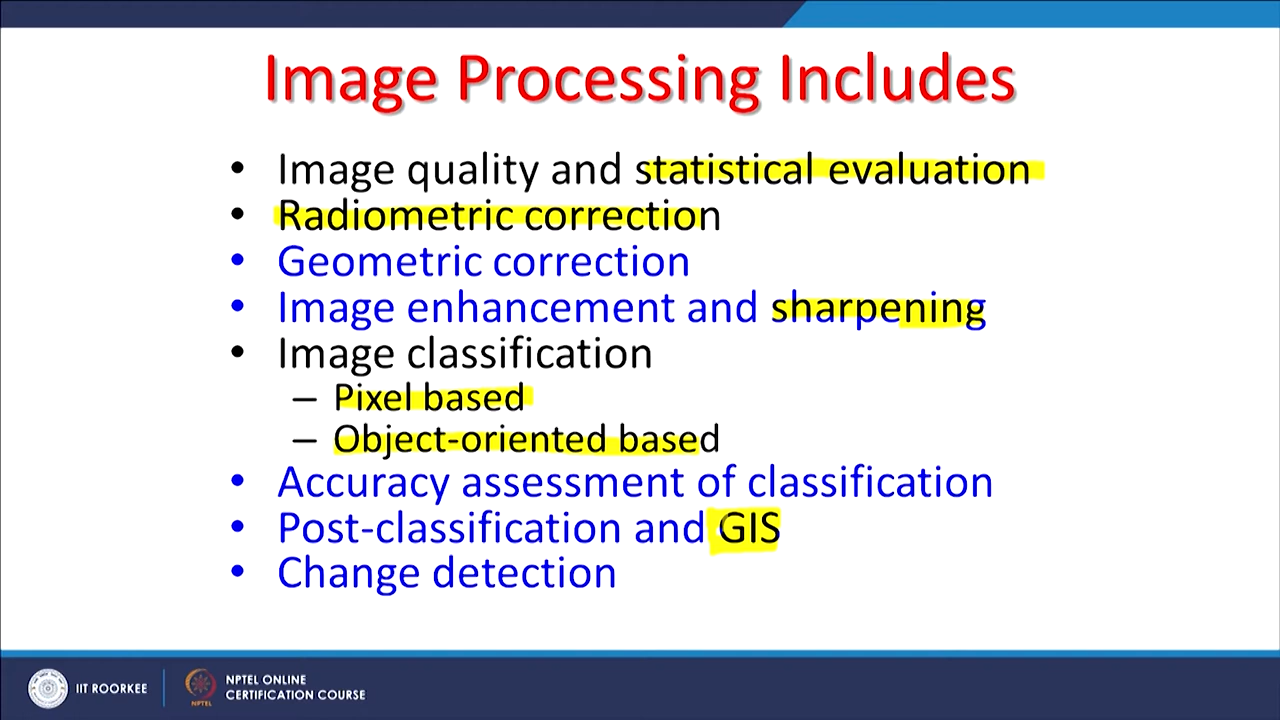 Image Processing Includes
• Image quality and statistical evaluation
• Radiometric correction
• Geometric correction
• Image enhancement and sharpening
• Image classification
– Pixel based
– Object-oriented based
• Accuracy assessment of classification
• Post-classification and GIS
• Change detection
IIT ROORKEE
NPTEL
NPTEL ONLINE
CERTIFICATION COURSE